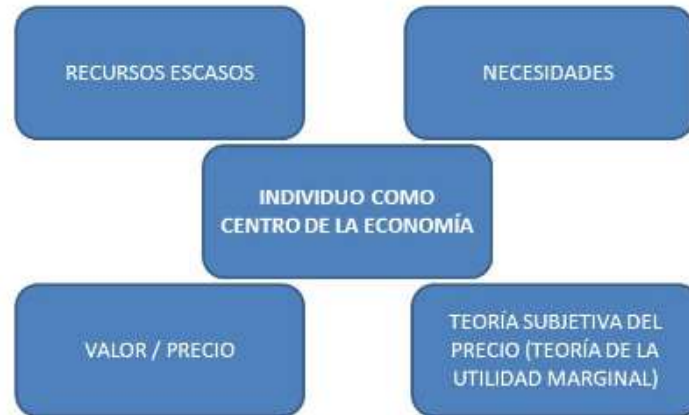 RECURSOS ESCASOS
NECESIDADES
INDIVIDUO COMO
CENTRO DE LA ECONOMÍA
VALOR / PRECIO
TEORÍA SUBJETIVA DEL
PRECIO (TEORÍA DE LA
UTILIDAD MARGINAL)